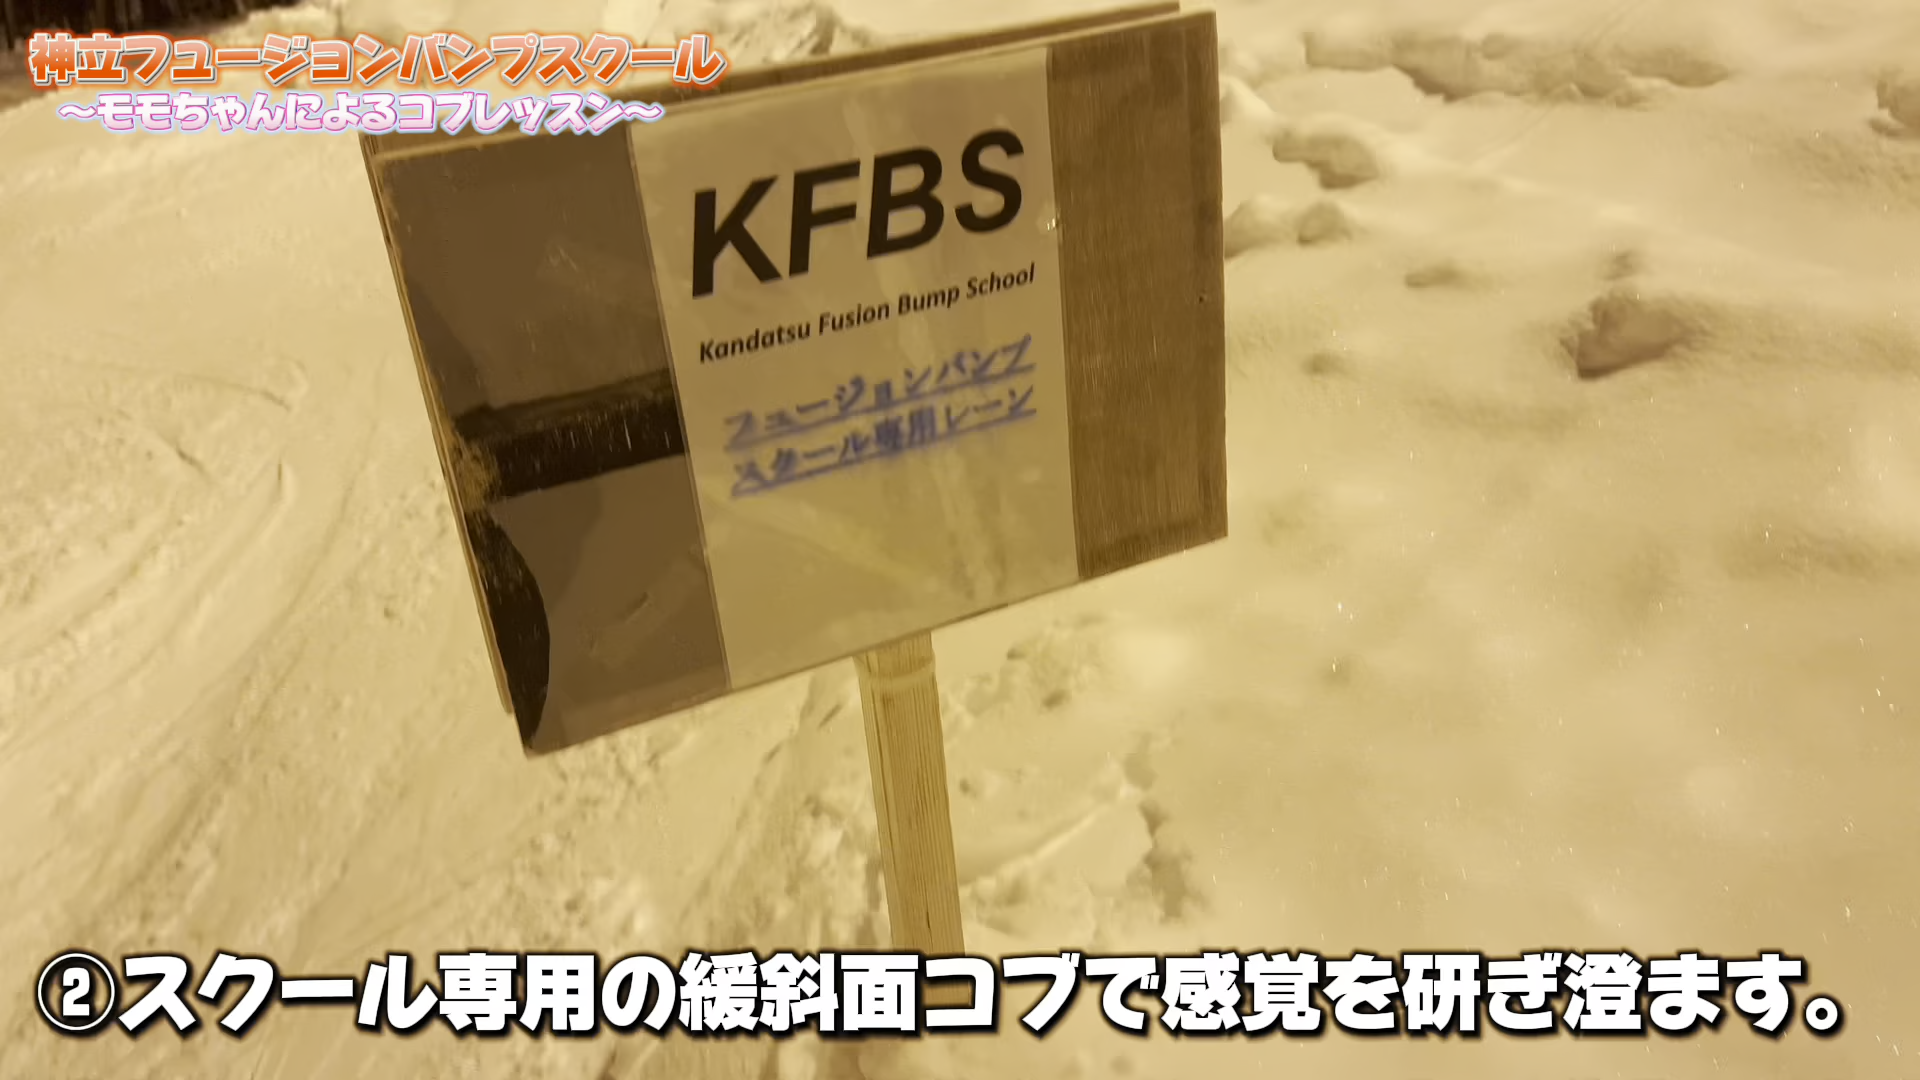 神立フュージョンバンプスクール
～モモちゃんによるコブレッスン～
KFBS
Kandatsu Fusion Bump School
フュージョンバンプ
スクール専用レーン
②スクール専用の緩斜面コブで感覚を研ぎ澄ます。